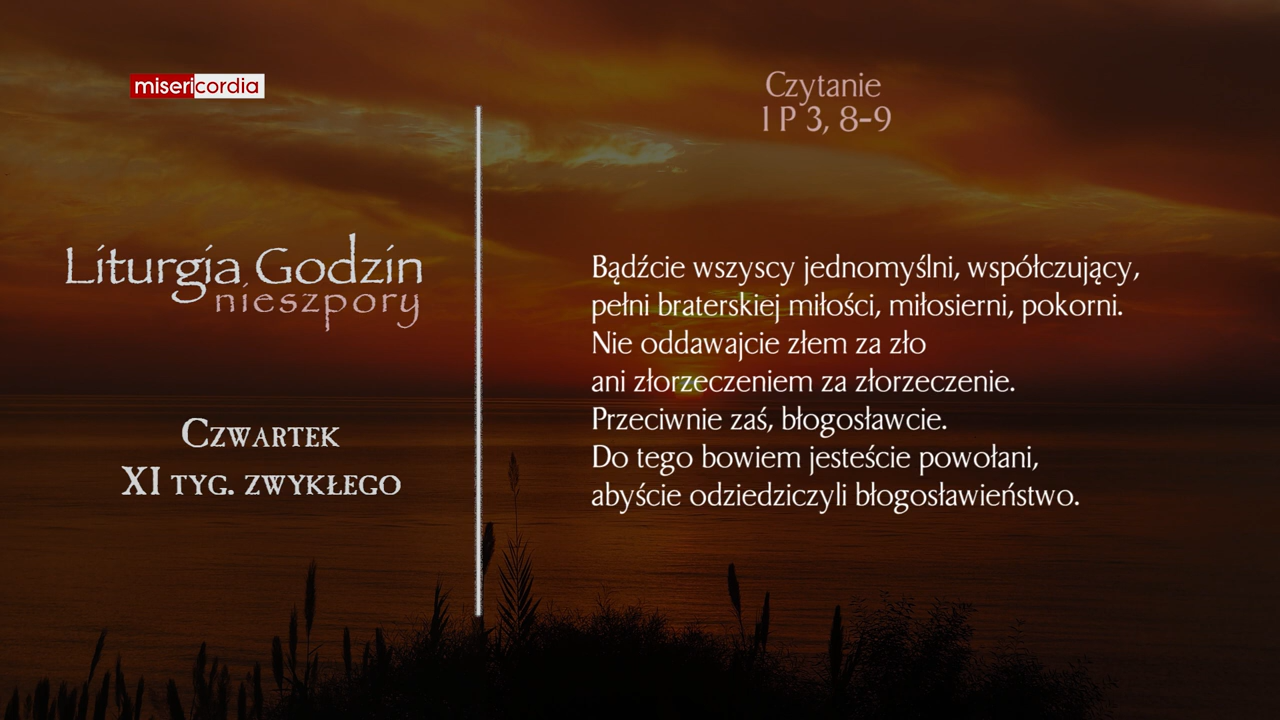 misericordia
Liturgia Godzin
nieszpory
Czwartek
XI tyg. zwykłego
Czytanie
1 P 3, 8-9
Bądźcie wszyscy jednomyślni, współczujący,
pełni braterskiej miłości, miłosierni, pokorni.
Nie oddawajcie złem za zło
ani złorzeczeniem za złorzeczenie.
Przeciwnie zaś, błogosławcie.
Do tego bowiem jesteście powołani,
abyście odziedziczyli błogosławieństwo.